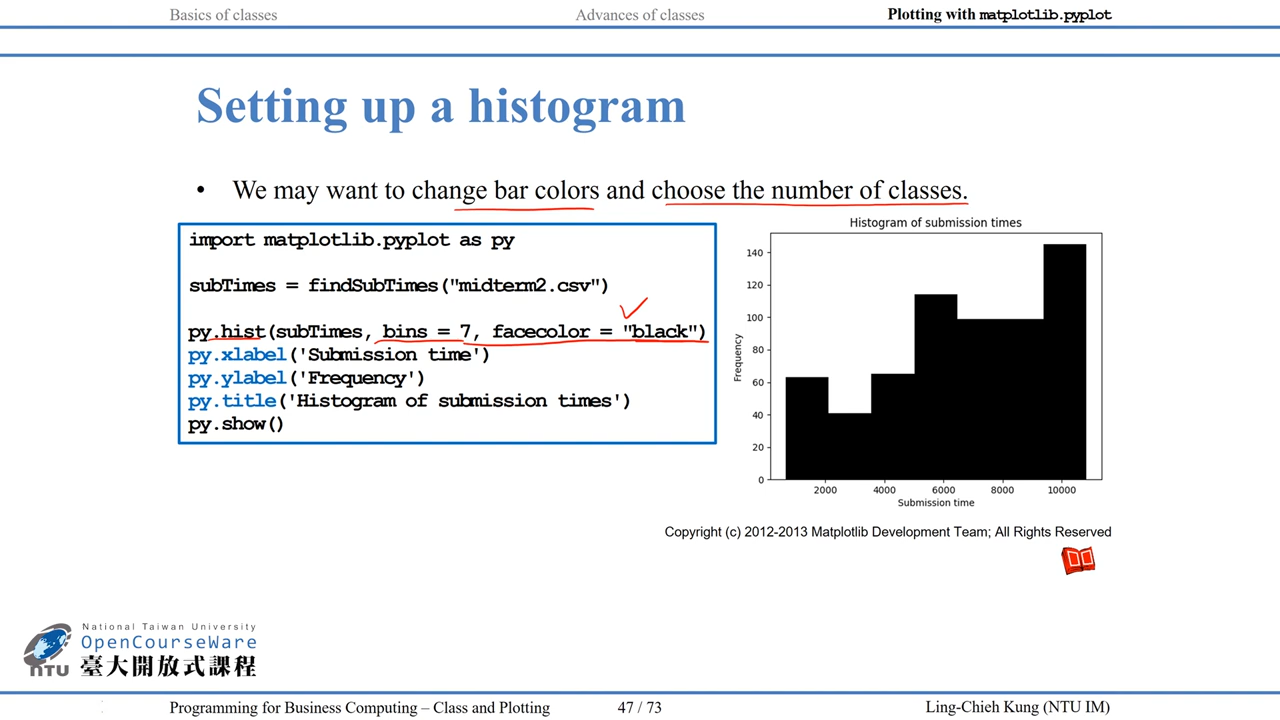 Basics of classes
Advances of classes
Plotting with matplotlib.pyplot
Setting up a histogram
• We may want to change bar colors and choose the number of classes.
import matplotlib.pyplot as py
subTimes = findSubTimes("midterm2.csv")
py.hist(subTimes, bins = 7, facecolor = "black")
py.xlabel('Submission time')
py.ylabel('Frequency')
py.title('Histogram of submission times')
py.show()
Histogram of submission times
140
120
100
80
60
40
20
0
Frequency
2000 4000 6000 8000 10000
Submission time
Copyright (c) 2012-2013 Matplotlib Development Team; All Rights Reserved
National Taiwan University
OpenCourseWare
NTU 臺大開放式課程
Programming for Business Computing – Class and Plotting
47 / 73
Ling-Chieh Kung (NTU IM)